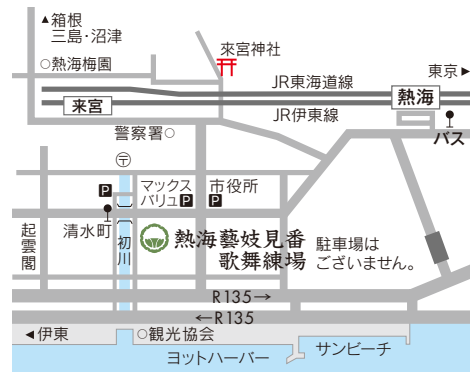 ▲箱根
三島・沼津
○熱海梅園
來宮神社
JR東海道線
東京▶
来宮
熱海
JR伊東線
警察署○
バス
〒
P
マックス
バリュP
市役所
P
清水町
初川
起雲閣
熱海藝妓見番
歌舞練場
駐車場は
ございません。
R135→
←R135
◀伊東
○観光協会
ヨットハーバー
サンビーチ